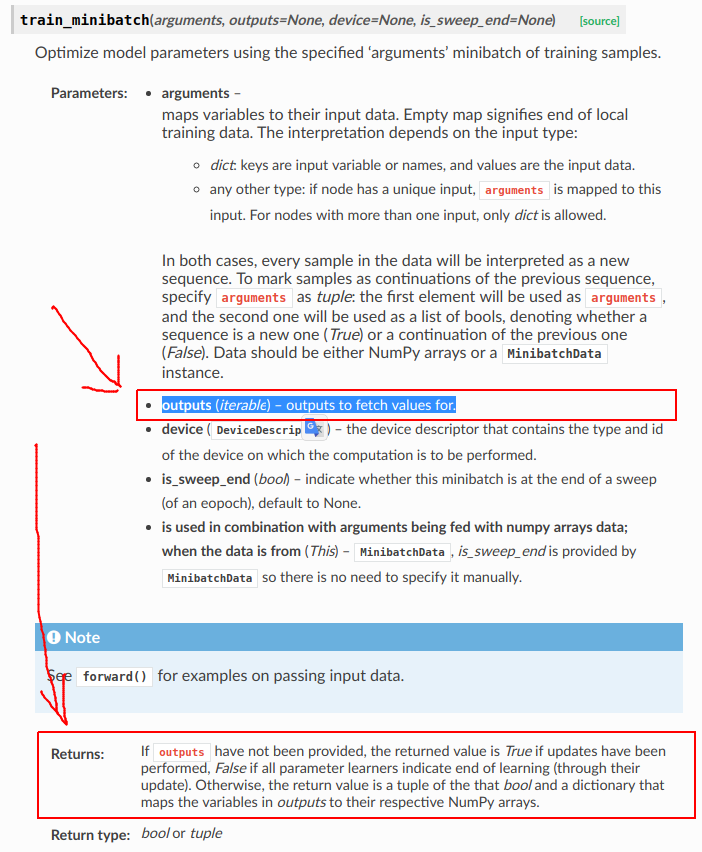 train_minibatch(arguments, outputs=None, device=None, is_sweep_end=None) [source]
Optimize model parameters using the specified ‘arguments’ minibatch of training samples.
Parameters:
• arguments –
maps variables to their input data. Empty map signifies end of local
training data. The interpretation depends on the input type:
◦ dict: keys are input variable or names, and values are the input data.
◦ any other type: if node has a unique input, arguments is mapped to this
input. For nodes with more than one input, only dict is allowed.
In both cases, every sample in the data will be interpreted as a new
sequence. To mark samples as continuations of the previous sequence,
specify arguments as tuple: the first element will be used as arguments ,
and the second one will be used as a list of bools, denoting whether a
sequence is a new one (True) or a continuation of the previous one
(False). Data should be either NumPy arrays or a MinibatchData
instance.
• outputs (iterable) – outputs to fetch values for.
• device ( DeviceDescrip ) – the device descriptor that contains the type and id
of the device on which the computation is to be performed.
• is_sweep_end (bool) – indicate whether this minibatch is at the end of a sweep
(of an eopoch), default to None.
• is used in combination with arguments being fed with numpy arrays data;
when the data is from (This) – MinibatchData , is_sweep_end is provided by
MinibatchData so there is no need to specify it manually.
Note
See forward() for examples on passing input data.
Returns:
If outputs have not been provided, the returned value is True if updates have been
performed, False if all parameter learners indicate end of learning (through their
update). Otherwise, the return value is a tuple of the that bool and a dictionary that
maps the variables in outputs to their respective NumPy arrays.
Return type: bool or tuple